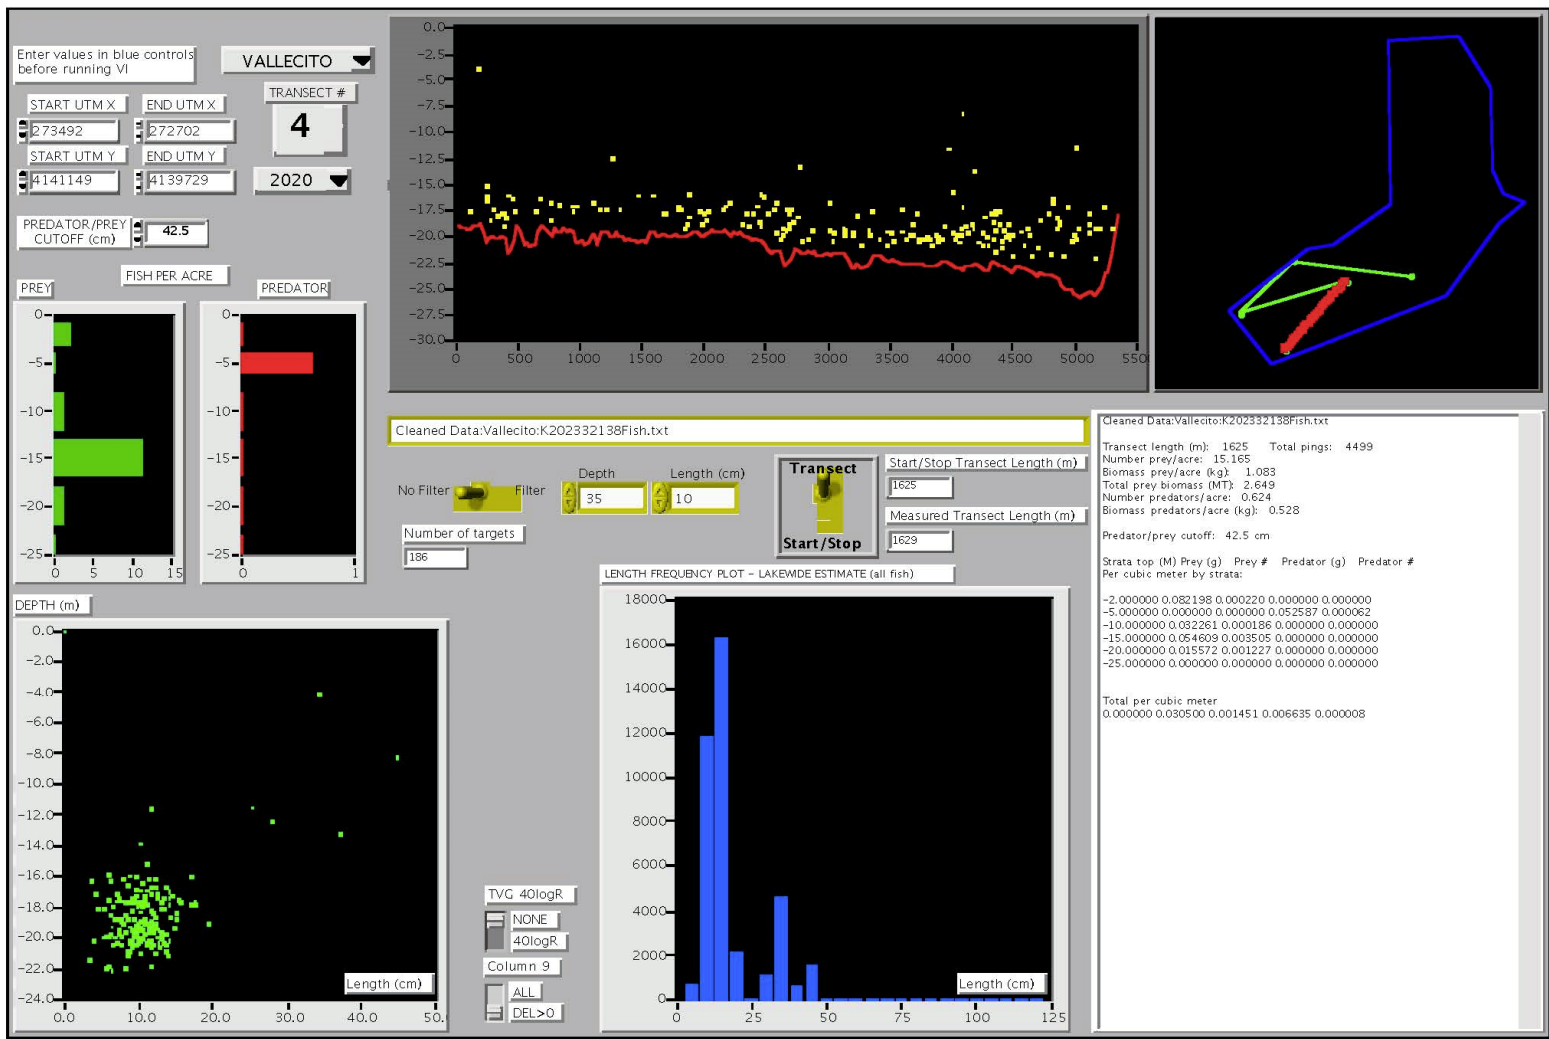 Enter values in blue controls
before running VI
VALLECITO
TRANSECT #
4
START UTM X
END UTM X
273492
272702
START UTM Y
END UTM Y
4141149
4139729
2020
PREDATOR/PREY
CUTOFF (cm)
42.5
FISH PER ACRE
PREY
PREDATOR
0
-5
-10
-15
-20
-25
0 5 10 15
0
-5
-10
-15
-20
-25
0 1
0.0
-2.5
-5.0
-7.5
-10.0
-12.5
-15.0
-17.5
-20.0
-22.5
-25.0
-27.5
-30.0
0 500 1000 1500 2000 2500 3000 3500 4000 4500 5000 5500
Cleaned Data:Vallecito:K202332138Fish.txt
No Filter
Filter
Depth
35
Length (cm)
10
Number of targets
186
Transect
Start/Stop
Start/Stop Transect Length (m)
1625
Measured Transect Length (m)
1629
DEPTH (m)
0.0
-2.0
-4.0
-6.0
-8.0
-10.0
-12.0
-14.0
-16.0
-18.0
-20.0
-22.0
-24.0
Length (cm)
0.0 10.0 20.0 30.0 40.0 50.
TVG 40logR
NONE
40logR
Column 9
ALL
DEL>0
LENGTH FREQUENCY PLOT - LAKEWIDE ESTIMATE (all fish)
18000
16000
14000
12000
10000
8000
6000
4000
2000
0
Length (cm)
0 25 50 75 100 125
Cleaned Data:Vallecito:K202332138Fish.txt
Transect length (m): 1625 Total pings: 4499
Number prey/acre: 15.165
Biomass prey/acre (kg): 1.083
Total prey biomass (MT): 2.649
Number predators/acre: 0.624
Biomass predators/acre (kg): 0.528
Predator/prey cutoff: 42.5 cm
Strata top (M) Prey (g) Prey # Predator (g) Predator #
Per cubic meter by strata:
-2.000000 0.082198 0.000220 0.000000 0.000000
-5.000000 0.000000 0.000000 0.052587 0.000062
-10.000000 0.032261 0.000186 0.000000 0.000000
-15.000000 0.054609 0.003505 0.000000 0.000000
-20.000000 0.015572 0.001227 0.000000 0.000000
-25.000000 0.000000 0.000000 0.000000 0.000000
Total per cubic meter
0.000000 0.030500 0.001451 0.006635 0.000008